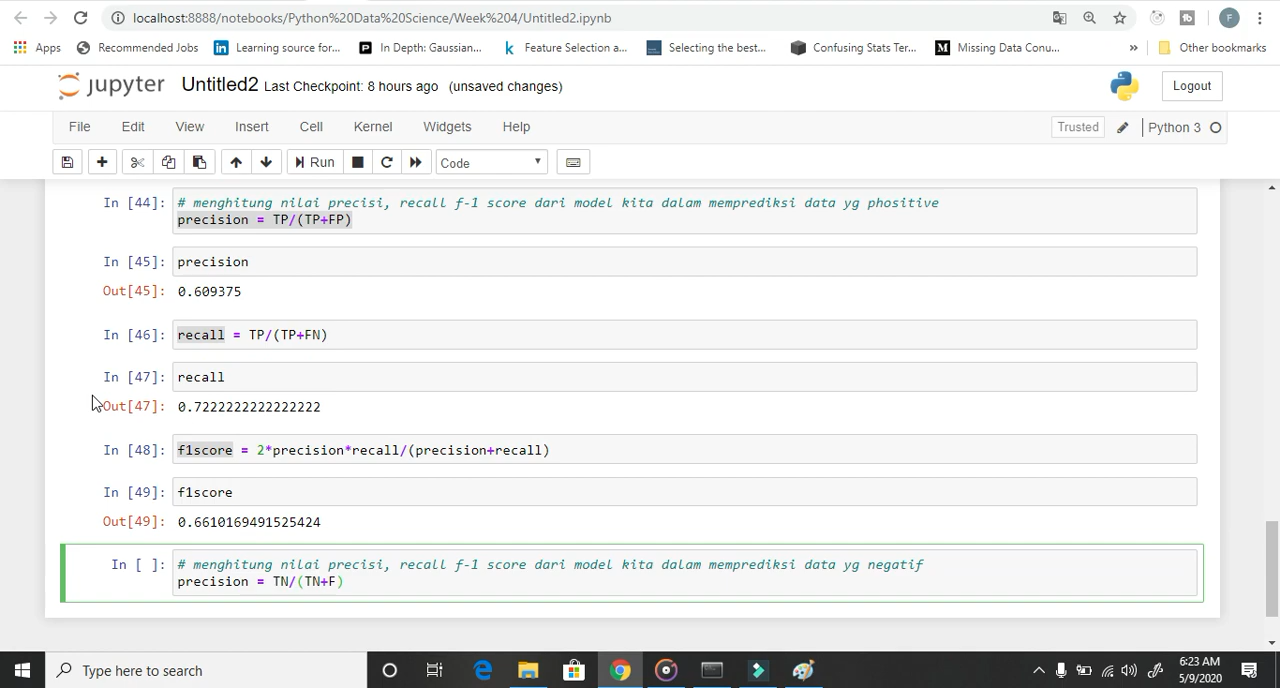 localhost:8888/notebooks/Python%20Data%20Science/Week%204/Untitled2.ipynb
F
Apps Recommended Jobs Learning source for... In Depth: Gaussian... Feature Selection a... Selecting the best... Confusing Stats Ter... Missing Data Conu... » Other bookmarks
jupyter Untitled2 Last Checkpoint: 8 hours ago (unsaved changes) Logout
File Edit View Insert Cell Kernel Widgets Help Trusted Python 3
Run Code
In [44]: # menghitung nilai precisi, recall f-1 score dari model kita dalam memprediksi data yg phositive
precision = TP/(TP+FP)
In [45]: precision
Out[45]: 0.609375
In [46]: recall = TP/(TP+FN)
In [47]: recall
Out[47]: 0.7222222222222222
In [48]: f1score = 2*precision*recall/(precision+recall)
In [49]: f1score
Out[49]: 0.6610169491525424
In [ ]: # menghitung nilai precisi, recall f-1 score dari model kita dalam memprediksi data yg negatif
precision = TN/(TN+F)
Type here to search
6:23 AM
5/9/2020